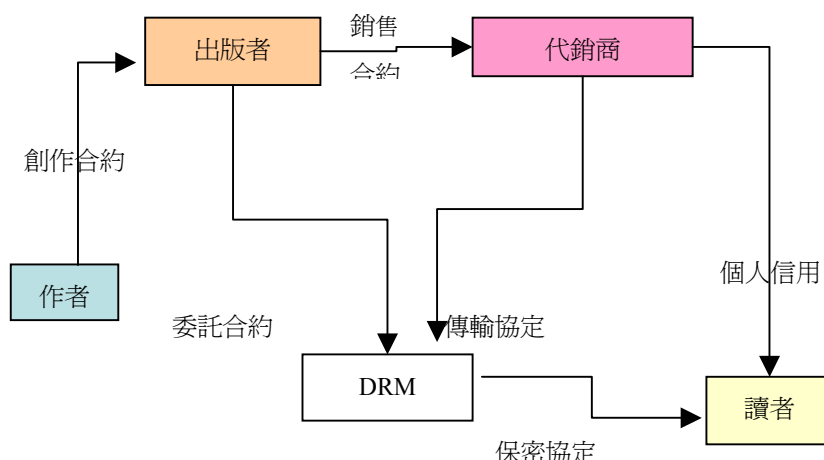 銷售
出版者
代銷商
合約
創作合約
作者
個人信用
委託合約
傳輸協定
DRM
讀者
保密協定